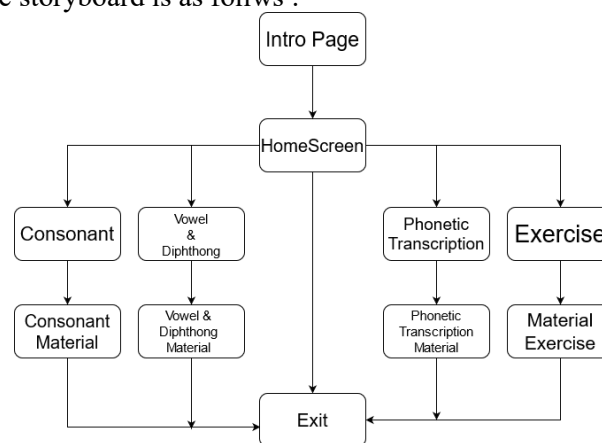 e storyboard is as follws :
Intro Page
HomeScreen
Consonant
Vowel
&
Diphthong
Phonetic
Transcription
Exercise
Consonant
Material
Vowel &
Diphthong
Material
Phonetic
Transcription
Material
Material
Exercise
Exit